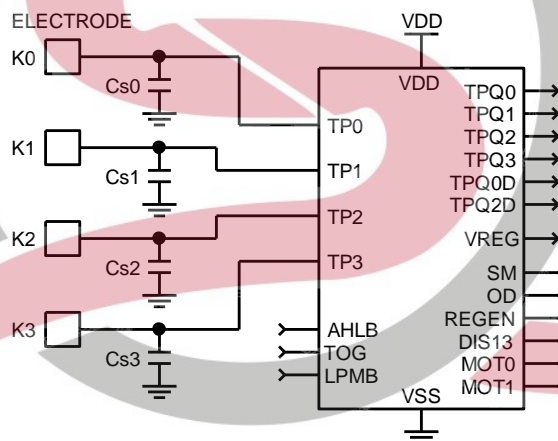 ELECTRODE
K0
Cs0
K1
Cs1
K2
Cs2
K3
Cs3
VDD
VDD
TP0
TP1
TP2
TP3
AHLB
TOG
LPMB
TPQ0
TPQ1
TPQ2
TPQ3
TPQ0D
TPQ2D
VREG
SM
OD
REGEN
DIS13
MOT0
MOT1
VSS